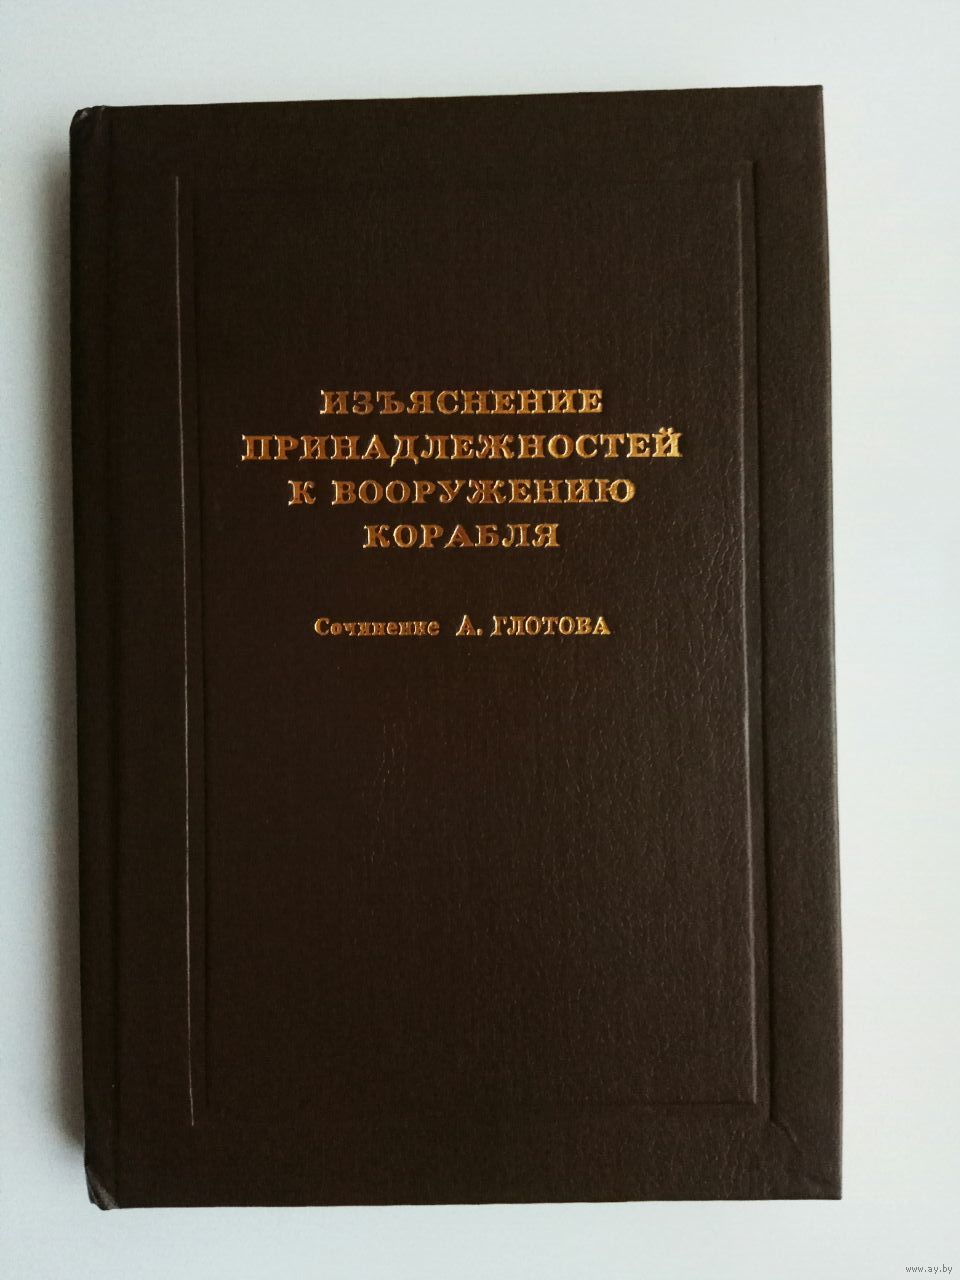 ИЗЪЯСНЕНИЕ
ПРИНАДЛЕЖНОСТЕЙ
К ВООРУЖЕНИЮ
КОРАБЛЯ
Сочинение А. ГЛОТОВА
www.ay.by